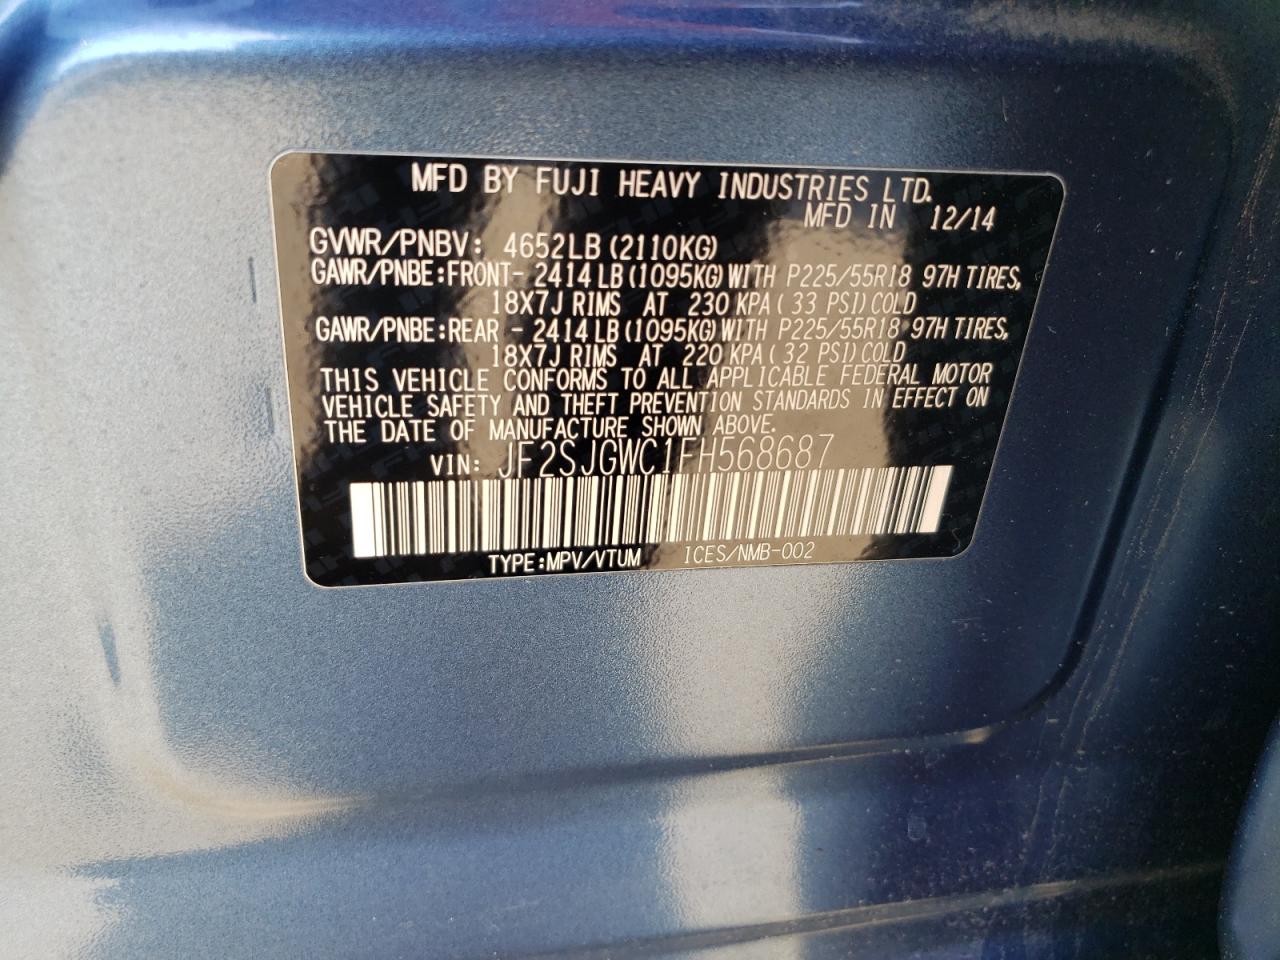 MFD BY FUJI HEAVY INDUSTRIES LTD.
MFD IN 12/14
GVWR/PNBV: 4652LB (2110KG)
GAWR/PNBE:FRONT- 2414 LB (1095KG) WITH P225/55R18 97H TIRES,
18X7J RIMS AT 230 KPA ( 33 PSI) COLD
GAWR/PNBE:REAR - 2414 LB (1095KG) WITH P225/55R18 97H TIRES,
18X7J RIMS AT 220 KPA ( 32 PSI) COLD
THIS VEHICLE CONFORMS TO ALL APPLICABLE FEDERAL MOTOR
VEHICLE SAFETY AND THEFT PREVENTION STANDARDS IN EFFECT ON
THE DATE OF MANUFACTURE SHOWN ABOVE.
VIN: JF2SJGWC1FH568687
TYPE:MPV/VTUM ICES/NMB-002